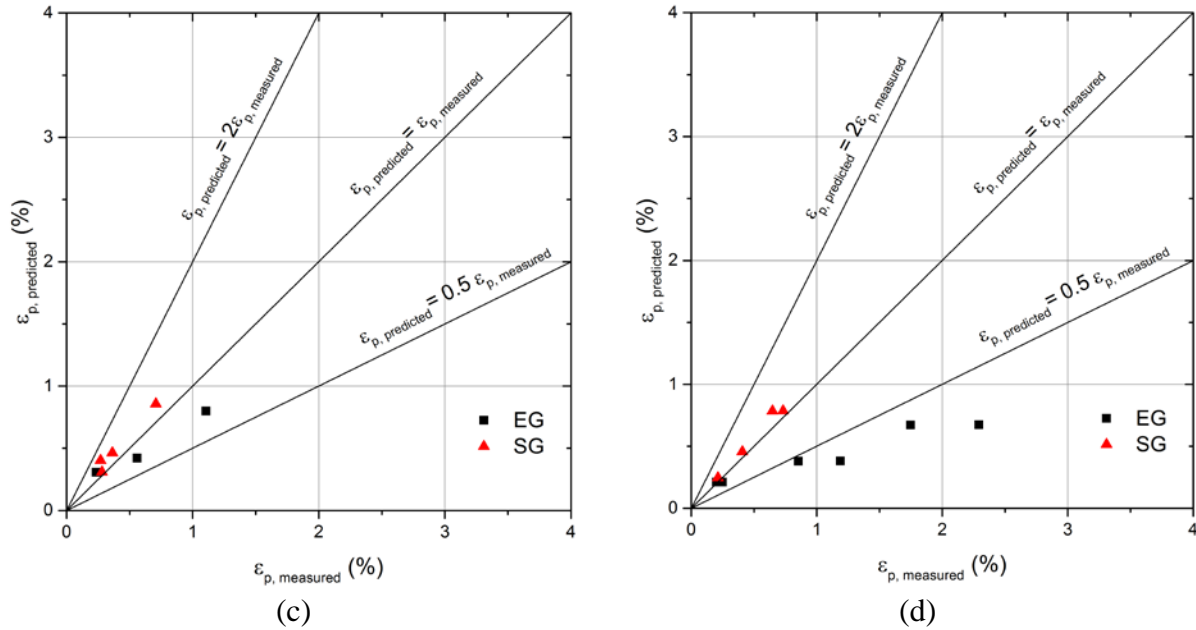 4
3
2
1
0
0
1
2
3
4
εp, predicted (%)
εp, measured (%)
εp, predicted = 2εp, measured
εp, predicted = εp, measured
εp, predicted = 0.5 εp, measured
EG
SG
(c)
4
3
2
1
0
0
1
2
3
4
εp, predicted (%)
εp, measured (%)
εp, predicted = 2εp, measured
εp, predicted = εp, measured
εp, predicted = 0.5 εp, measured
EG
SG
(d)